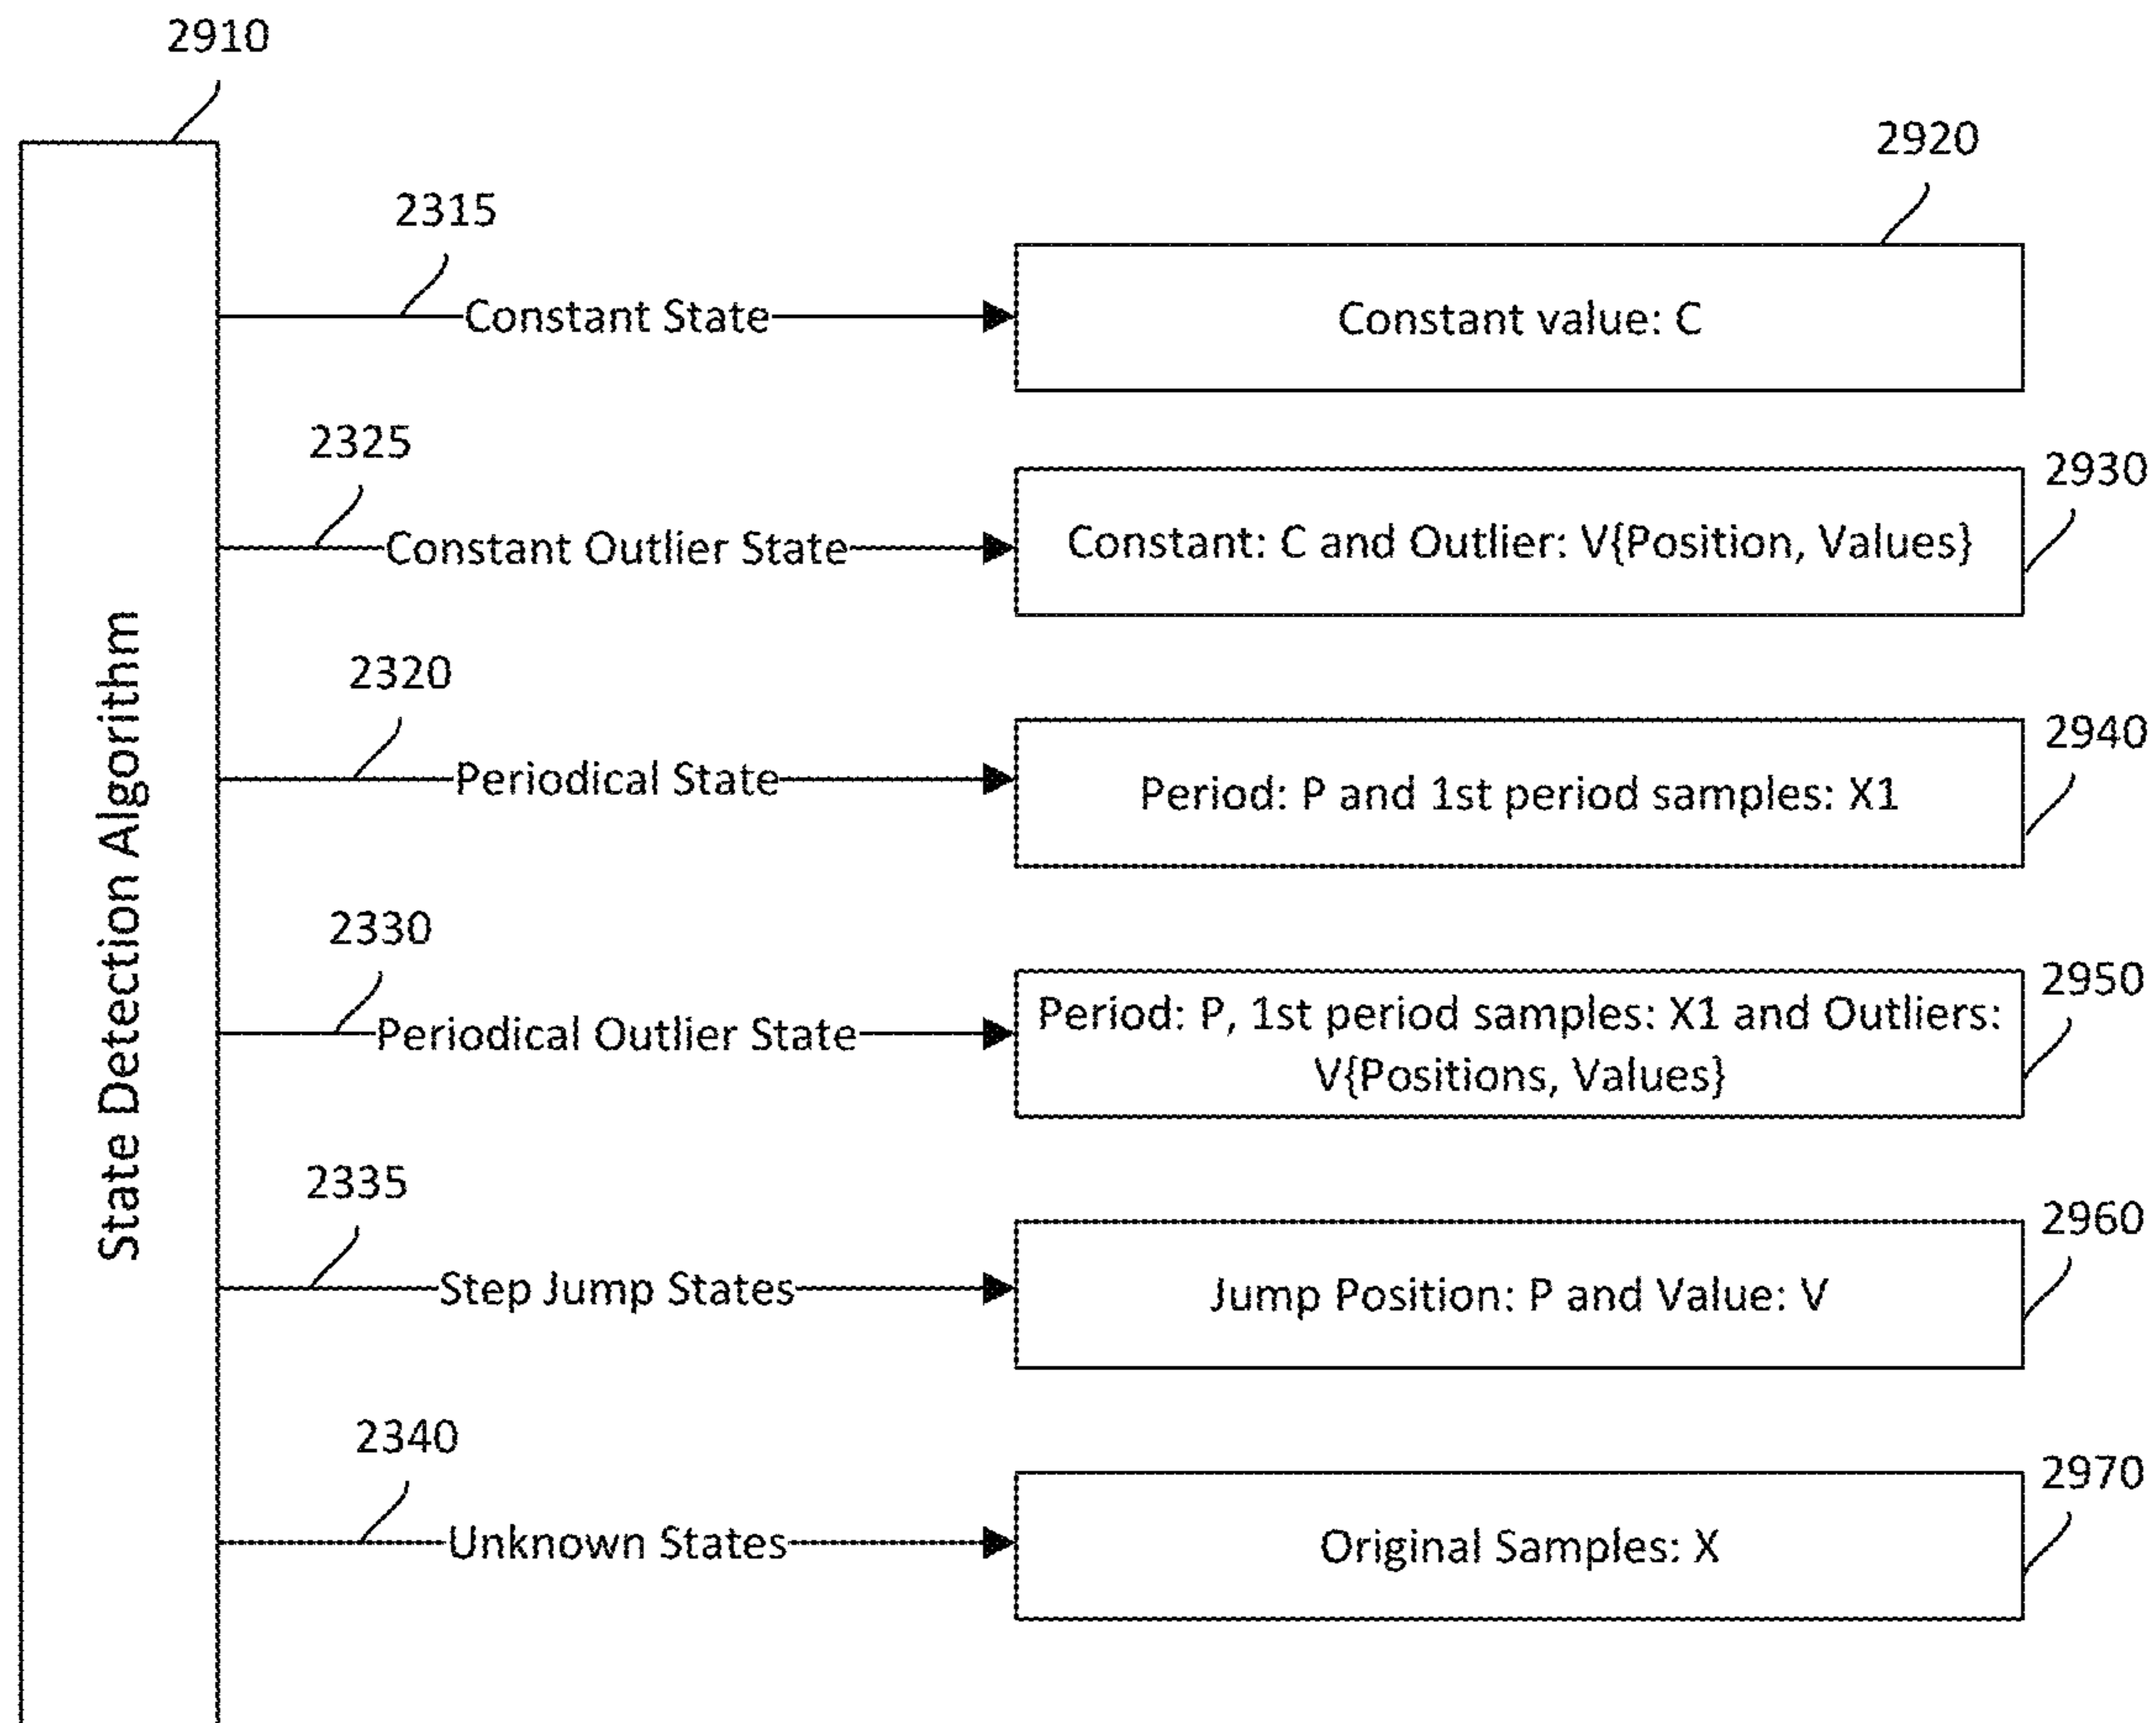 2910
2920
2315
Constant State
Constant value: C
2325
2930
Constant Outlier State
Constant: C and Outlier: V{Position, Values}
2320
2940
Periodical State
Period: P and 1st period samples: X1
State Detection Algorithm
2330
2950
Periodical Outlier State
Period: P, 1st period samples: X1 and Outliers:
V{Positions, Values}
2335
2960
Step Jump States
Jump Position: P and Value: V
2340
2970
Unknown States
Original Samples: X